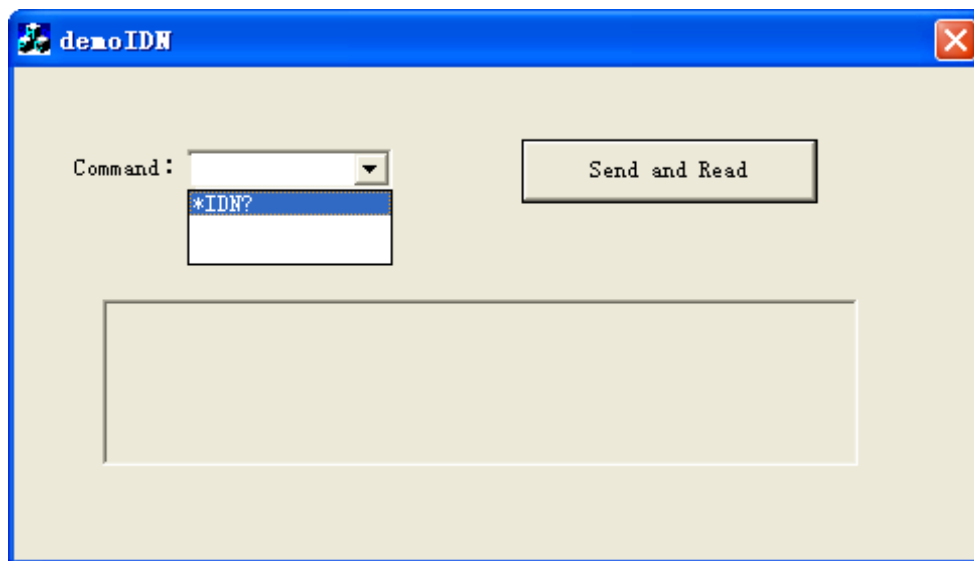 demoIDN
Command：
Send and Read
*IDN?